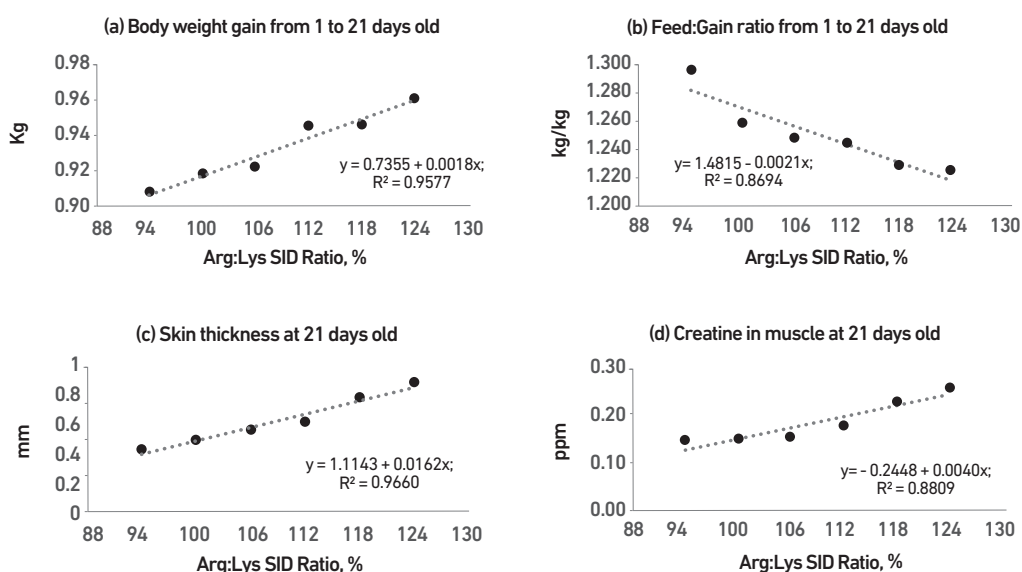 (a) Body weight gain from 1 to 21 days old
0.98
0.96
0.94
0.92
0.90
Kg
y = 0.7355 + 0.0018x;
R² = 0.9577
88 94 100 106 112 118 124 130
Arg:Lys SID Ratio, %
(b) Feed:Gain ratio from 1 to 21 days old
1.300
1.280
1.260
1.240
1.220
1.200
kg/kg
y= 1.4815 - 0.0021x;
R² = 0.8694
88 94 100 106 112 118 124 130
Arg:Lys SID Ratio, %
(c) Skin thickness at 21 days old
1
0.8
0.6
0.4
0.2
0
mm
y = 1.1143 + 0.0162x;
R² = 0.9660
88 94 100 106 112 118 124 130
Arg:Lys SID Ratio, %
(d) Creatine in muscle at 21 days old
0.30
0.20
0.10
0.00
ppm
y= - 0.2448 + 0.0040x;
R² = 0.8809
88 94 100 106 112 118 124 130
Arg:Lys SID Ratio, %